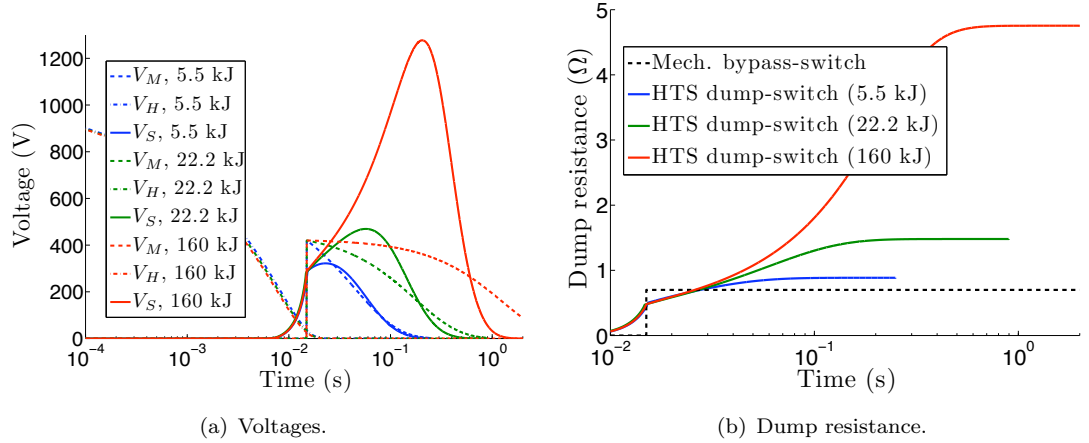 Voltage (V)
1200
1000
800
600
400
200
0
V_M, 5.5 kJ
V_H, 5.5 kJ
V_S, 5.5 kJ
V_M, 22.2 kJ
V_H, 22.2 kJ
V_S, 22.2 kJ
V_M, 160 kJ
V_H, 160 kJ
V_S, 160 kJ
10^−4 10^−3 10^−2 10^−1 10^0
Time (s)
(a) Voltages.
Dump resistance (Ω)
5
4
3
2
1
0
Mech. bypass-switch
HTS dump-switch (5.5 kJ)
HTS dump-switch (22.2 kJ)
HTS dump-switch (160 kJ)
10^−2 10^−1 10^0
Time (s)
(b) Dump resistance.